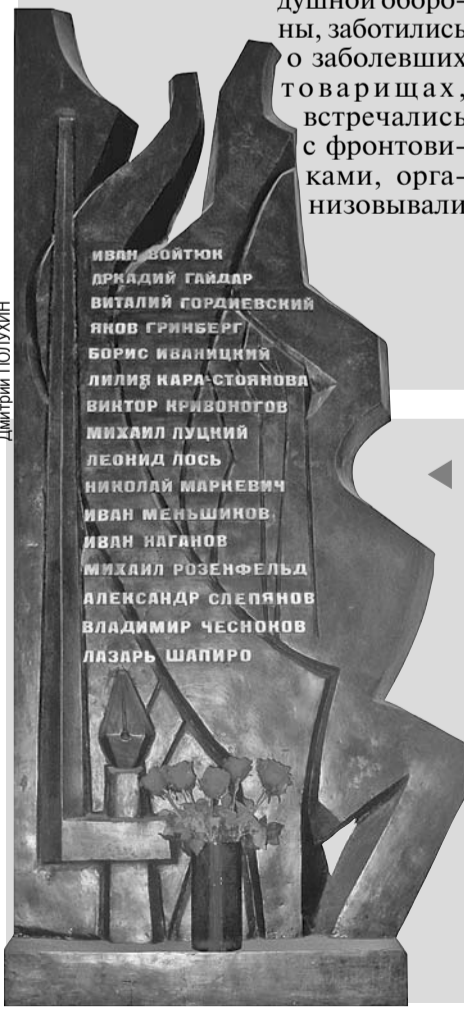 душной оборо-
ны, заботились
о заболевших
товарищах,
встречались
с фронтови-
ками, орга-
низовывали
ИВАН ВОЙТЮК
АРКАДИЙ ГАЙДАР
ВИТАЛИЙ ГОРДИЕВСКИЙ
ЯКОВ ГРИНБЕРГ
БОРИС ИВАНИЦКИЙ
ЛИЛИЯ КАРА-СТОЯНОВА
ВИКТОР КРИВОНОГОВ
МИХАИЛ ЛУЦКИЙ
ЛЕОНИД ЛОСЬ
НИКОЛАЙ МАРКЕВИЧ
ИВАН МЕНЬШИКОВ
ИВАН НАГАНОВ
МИХАИЛ РОЗЕНФЕЛЬД
АЛЕКСАНДР СЛЕПЯНОВ
ВЛАДИМИР ЧЕСНОКОВ
ЛАЗАРЬ ШАПИРО
Дмитрий ПОЛУХИН